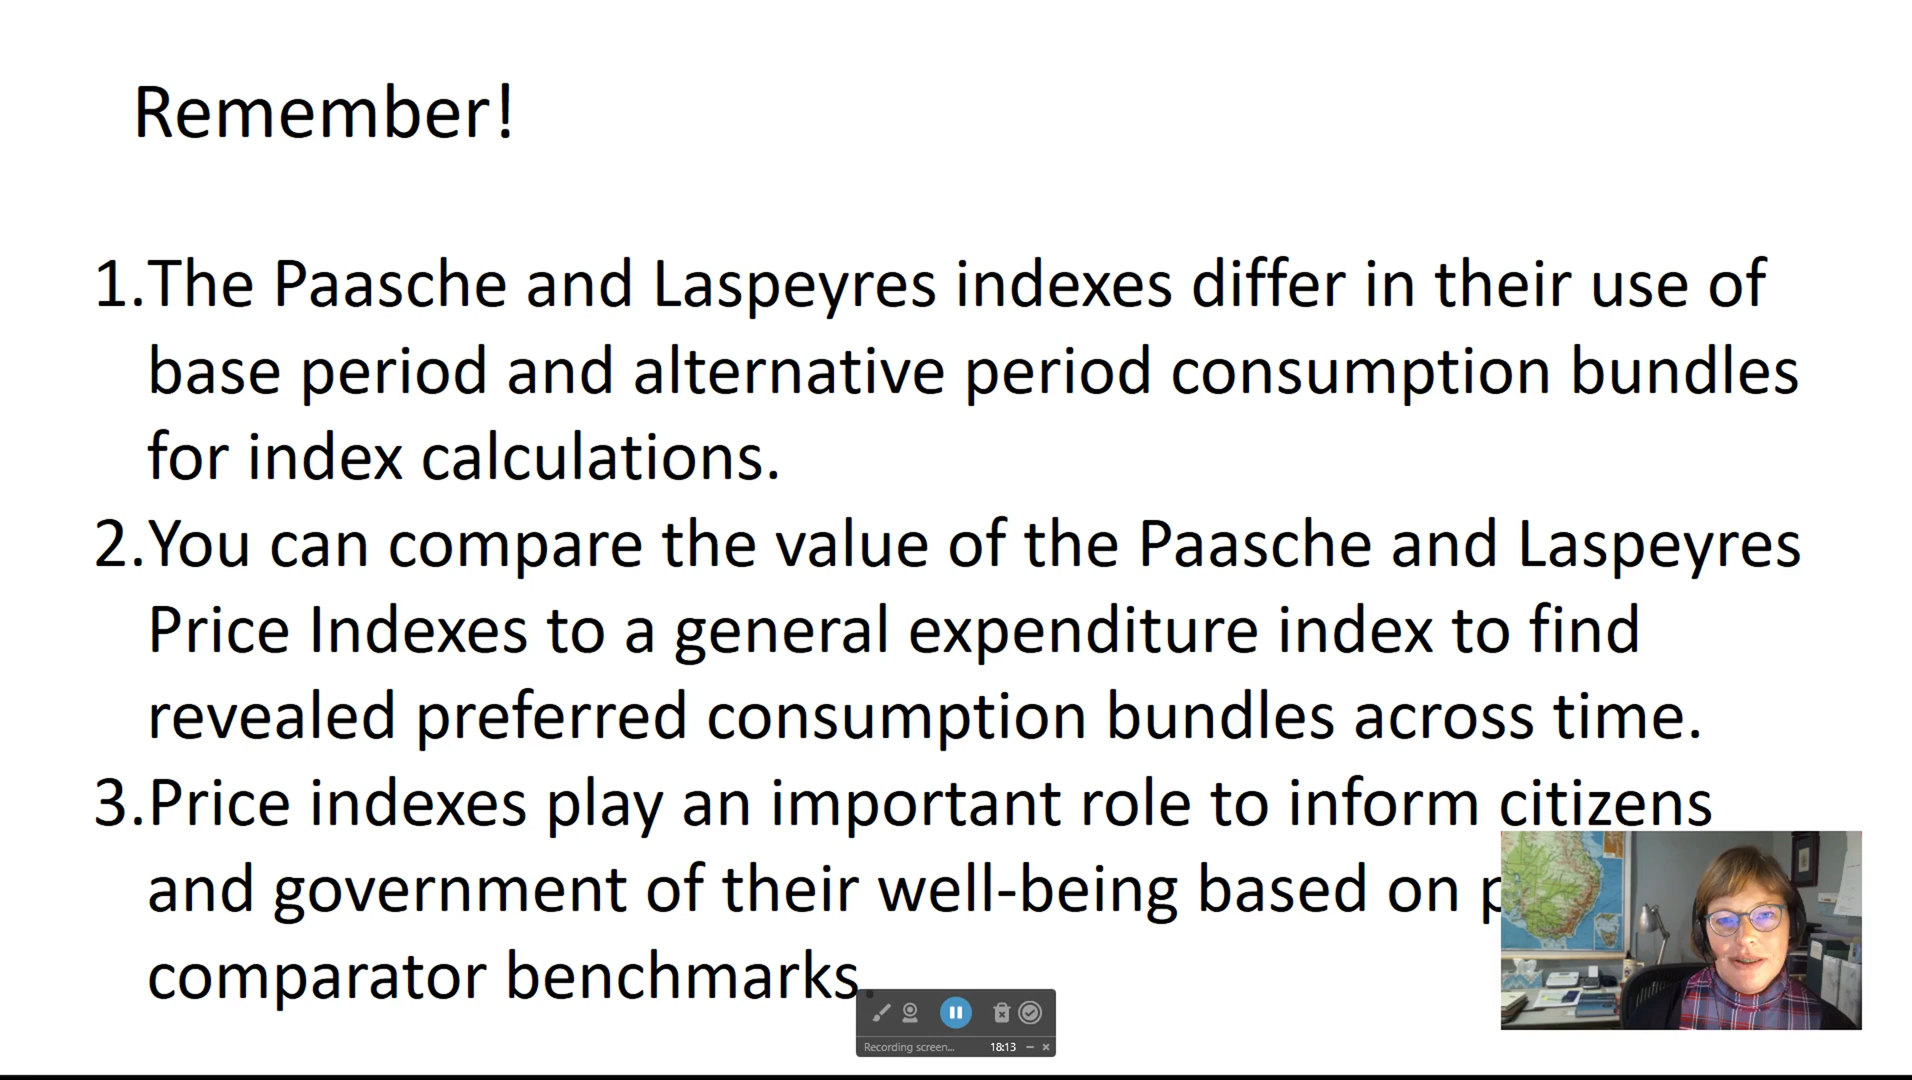 Remember!
1.The Paasche and Laspeyres indexes differ in their use of
base period and alternative period consumption bundles
for index calculations.
2.You can compare the value of the Paasche and Laspeyres
Price Indexes to a general expenditure index to find
revealed preferred consumption bundles across time.
3.Price indexes play an important role to inform citizens
and government of their well-being based on
comparator benchmarks.
Recording screen... 18:13